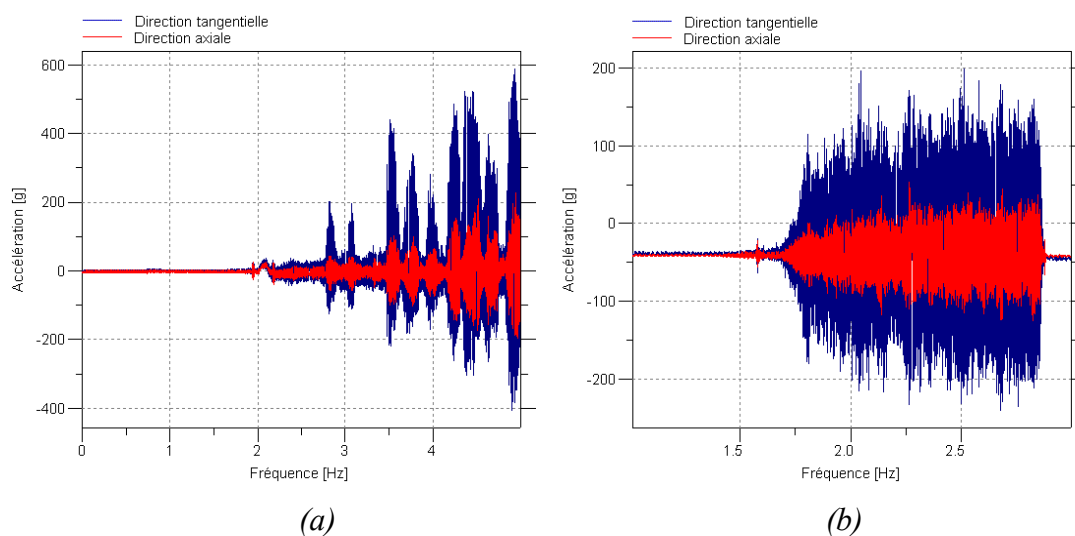 Direction tangentielle
Direction axiale
600
400
200
0
-200
-400
Accélération [g]
0
1
2
3
4
Fréquence [Hz]
(a)
Direction tangentielle
Direction axiale
200
100
0
-100
-200
Accélération [g]
1.5
2.0
2.5
Fréquence [Hz]
(b)